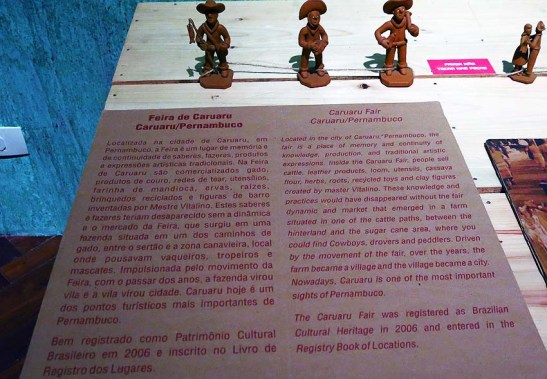 Feira de Caruaru
Caruaru/Pernambuco
Localizada na cidade de Caruaru, em
Pernambuco, a Feira é um lugar de memória e
de continuidade de saberes, fazeres, produtos
e expressões artísticas tradicionais. Na Feira
de Caruaru são comercializados gado,
produtos de couro, redes de tear, utensílios,
farinha de mandioca, ervas, raízes,
brinquedos reciclados e figuras de barro
inventadas por Mestre Vitalino. Estes saberes
e fazeres teriam desaparecido sem a dinâmica
e o mercado da Feira, que surgiu em uma
fazenda situada em um dos caminhos de
gado, entre o sertão e a zona canavieira, local
onde pousavam vaqueiros, tropeiros e
mascates. Impulsionada pelo movimento da
Feira, com o passar dos anos, a fazenda virou
vila e a vila virou cidade. Caruaru hoje é um
dos pontos turísticos mais importantes de
Pernambuco.
Bem registrado como Patrimônio Cultural
Brasileiro em 2006 e inscrito no Livro de
Registro dos Lugares.
Caruaru Fair
Caruaru/Pernambuco
Located in the city of Caruaru, Pernambuco, the
fair is a place of memory and continuity of
knowledge, production and traditional artistic
expressions. Inside the Caruaru Fair, people sell
cattle, leather products, loom, utensils, cassava
flour, herbs, roots, recycled toys and clay figures
created by master Vitalino. These knowledge and
practices would have disappeared without the fair
dynamic and market that emerged in a farm
situated in one of the cattle paths, between the
hinterland and the sugar cane area, where you
could find Cowboys, drovers and peddlers. Driven
by the movement of the fair, over the years, the
farm became a village and the village became a city.
Nowadays, Caruaru is one of the most important
sights of Pernambuco.
The Caruaru Fair was registered as Brazilian
Cultural Heritage in 2006 and entered in the
Registry Book of Locations.